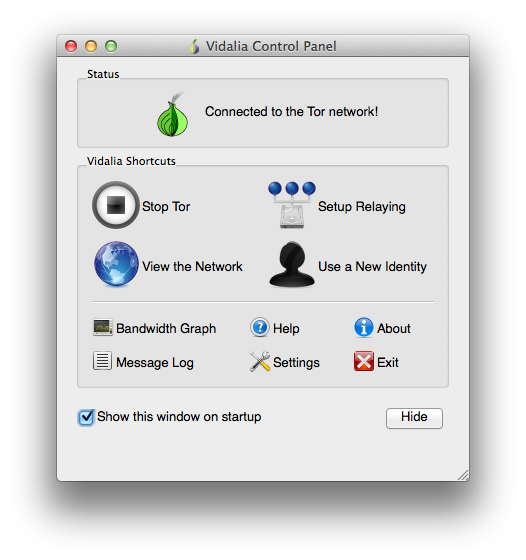 Vidalia Control Panel
Status
Connected to the Tor network!
Vidalia Shortcuts
Stop Tor
Setup Relaying
View the Network
Use a New Identity
Bandwidth Graph
Help
About
Message Log
Settings
Exit
Show this window on startup
Hide